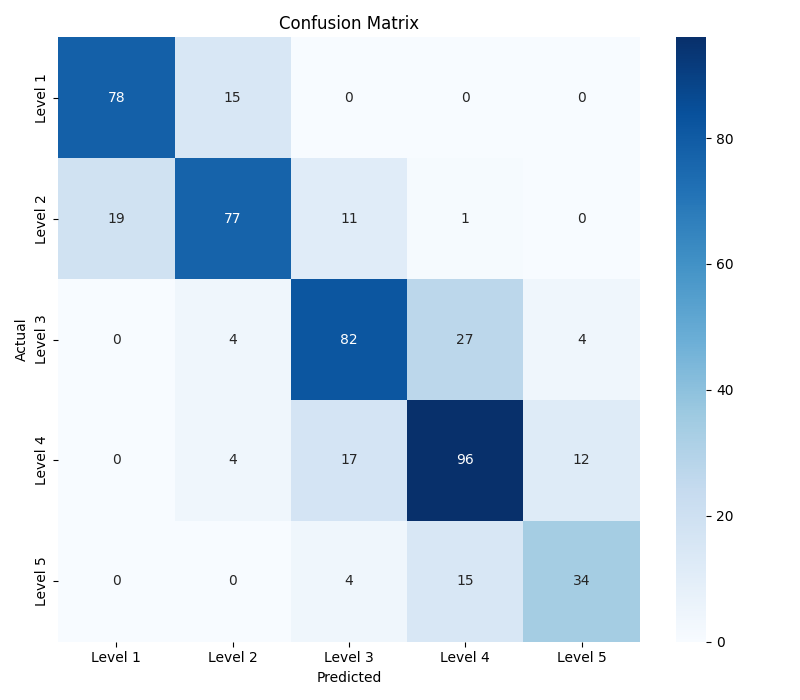 Confusion Matrix
Actual
Level 1 78 15 0 0 0
Level 2 19 77 11 1 0
Level 3 0 4 82 27 4
Level 4 0 4 17 96 12
Level 5 0 0 4 15 34
Level 1 Level 2 Level 3 Level 4 Level 5
Predicted
80
60
40
20
0